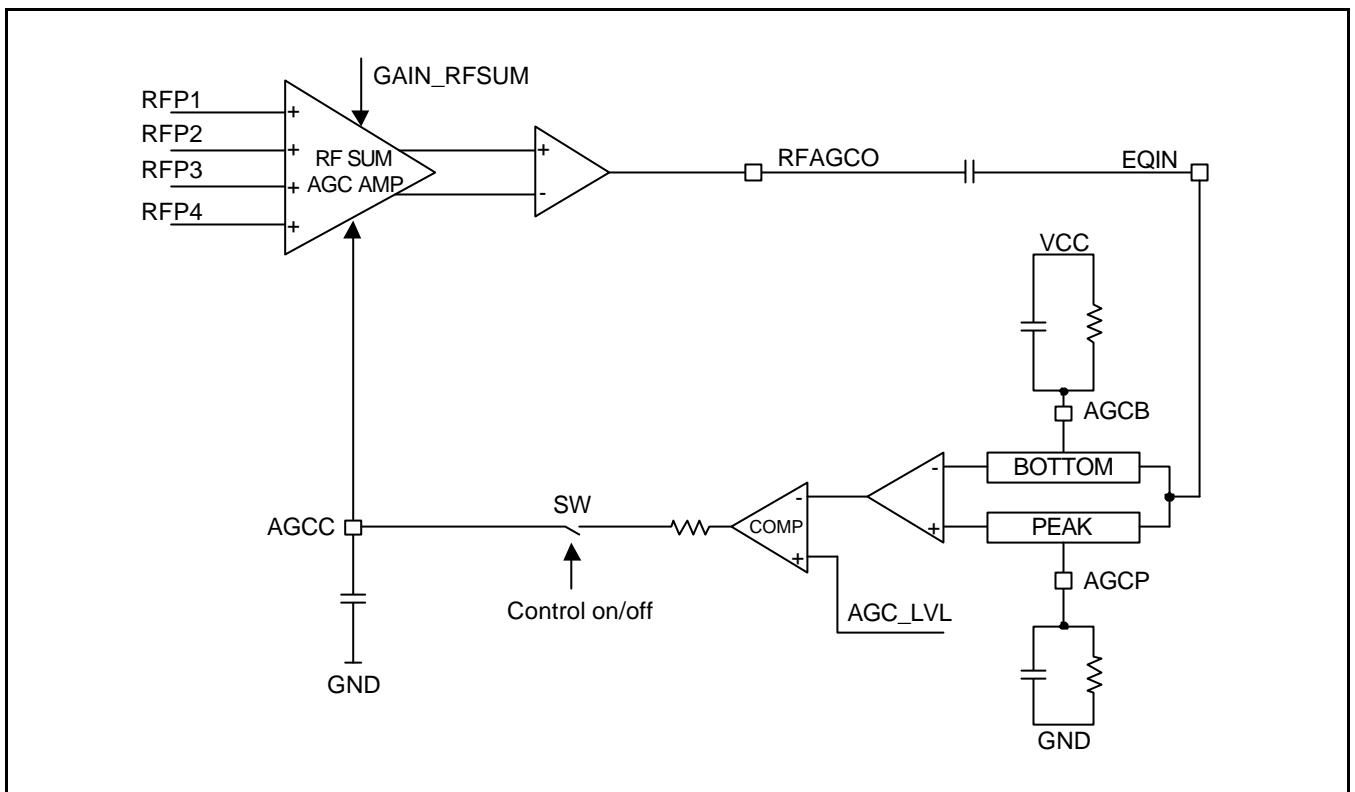 GAIN_RFSUM
RFP1
RFP2
RFP3
RFP4
+
+
+
+
RF SUM
AGC AMP
+
-
RFAGCO
EQIN
VCC
AGCB
BOTTOM
PEAK
-
+
AGCP
GND
COMP
-
+
AGC_LVL
SW
Control on/off
AGCC
GND